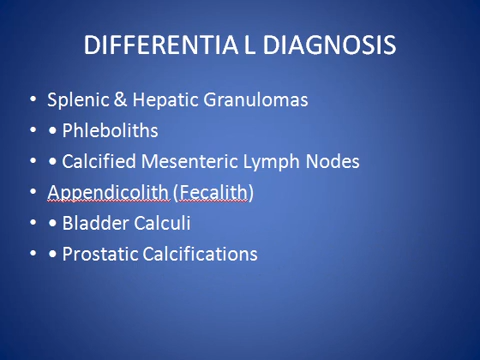 DIFFERENTIA L DIAGNOSIS
• Splenic & Hepatic Granulomas
• • Phleboliths
• • Calcified Mesenteric Lymph Nodes
• Appendicolith (Fecalith)
• • Bladder Calculi
• • Prostatic Calcifications